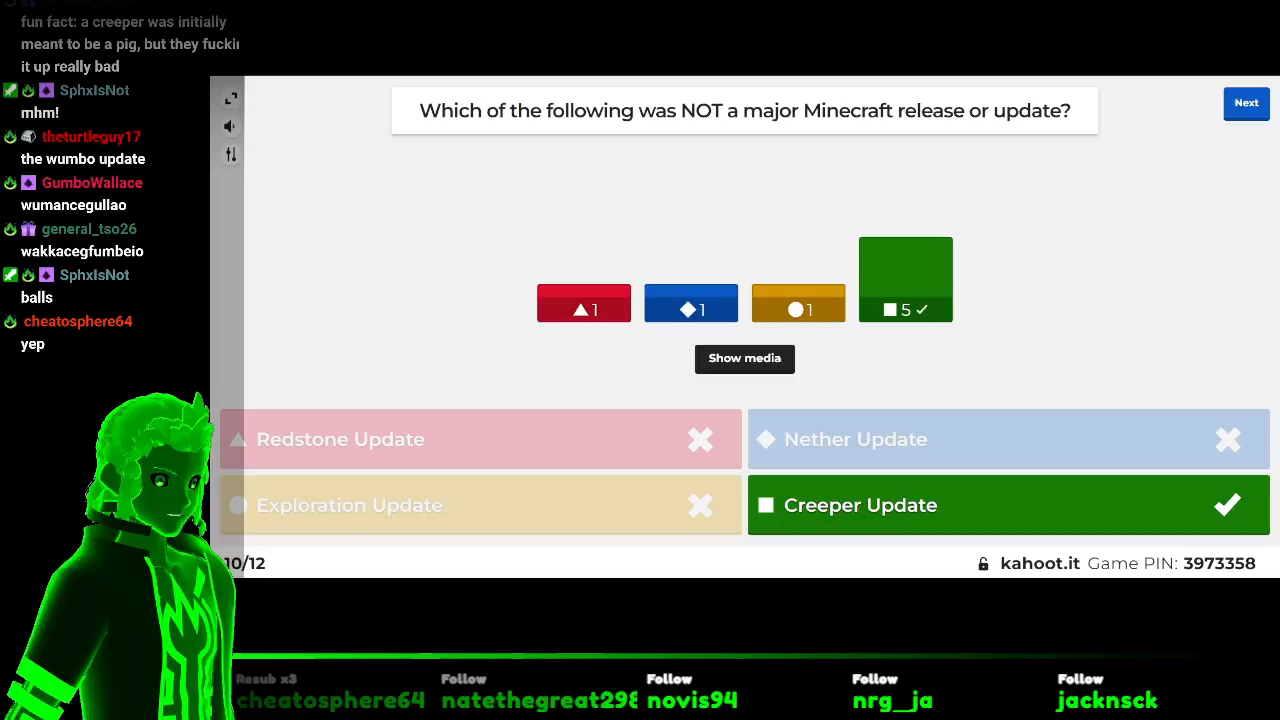 fun fact: a creeper was initially
meant to be a pig, but they fuckin
it up really bad
SphxIsNot
mhm!
theturtleguy17
the wumbo update
GumboWallace
wumancegullao
general_tso26
wakkacegfumbeio
SphxIsNot
balls
cheatosphere64
yep
Which of the following was NOT a major Minecraft release or update?
Next
1
1
1
5
Show media
Redstone Update
Nether Update
Exploration Update
Creeper Update
10/12
kahoot.it Game PIN: 3973358
Resub x3
cheatosphere64
Follow
natethegreat298
Follow
novis94
Follow
nrg_ja
Follow
jacknsck